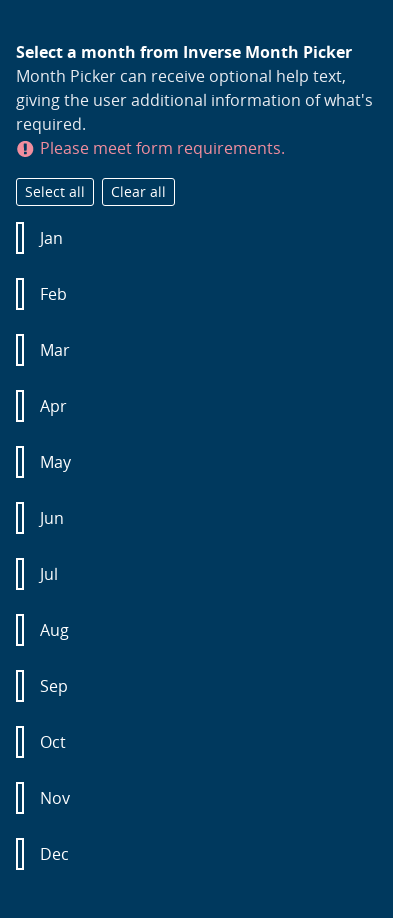 Select a month from Inverse Month Picker
Month Picker can receive optional help text,
giving the user additional information of what's
required.
Please meet form requirements.
Select all Clear all
Jan
Feb
Mar
Apr
May
Jun
Jul
Aug
Sep
Oct
Nov
Dec